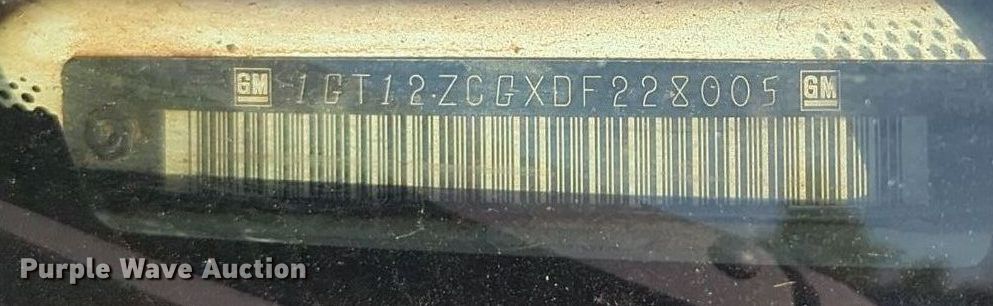 GM 1GT12ZCGXDF228005 GM
Purple Wave Auction